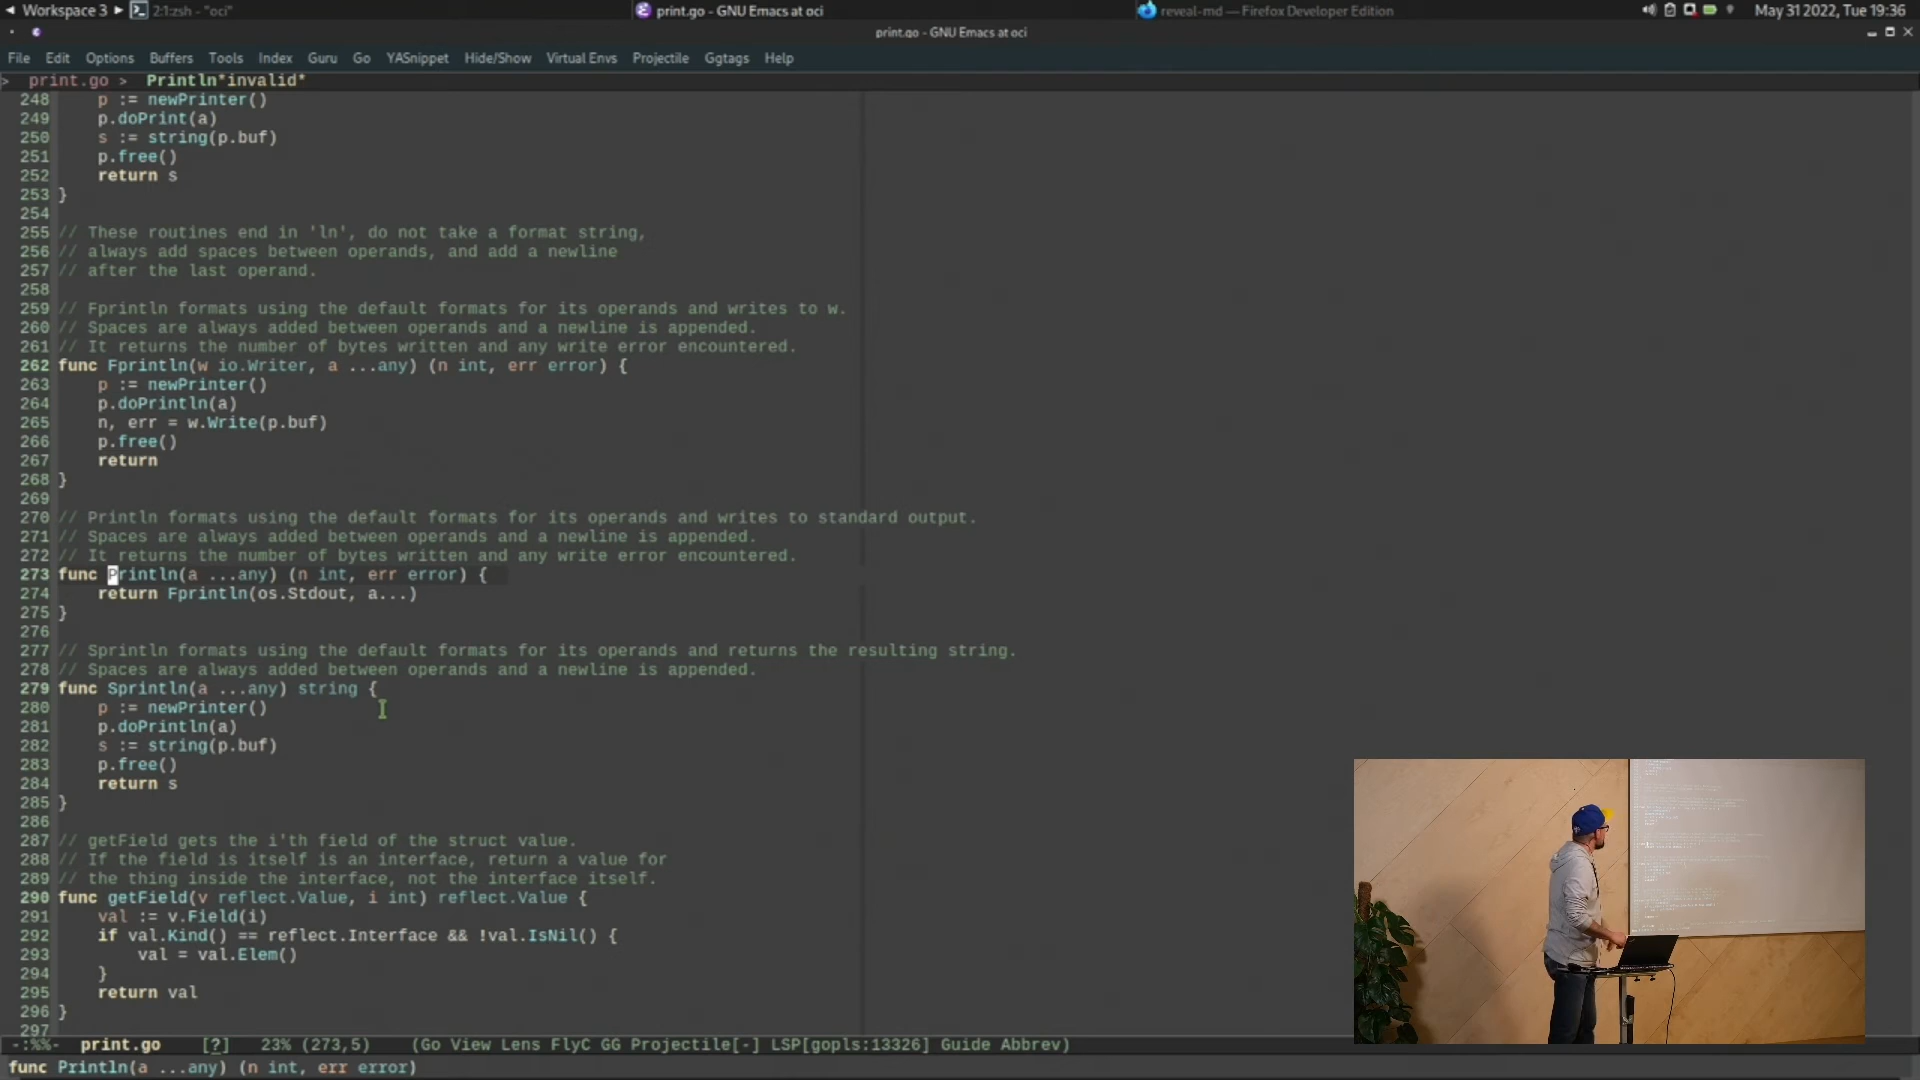 Workspace 3 2:1:zsh - "oci" print.go - GNU Emacs at oci reveal-md — Firefox Developer Edition May 31 2022, Tue 19:36
print.go - GNU Emacs at oci
File Edit Options Buffers Tools Index Guru Go YASnippet Hide/Show Virtual Envs Projectile Ggtags Help
> print.go > Println*invalid*
248 p := newPrinter()
249 p.doPrint(a)
250 s := string(p.buf)
251 p.free()
252 return s
253 }
254
255 // These routines end in 'ln', do not take a format string,
256 // always add spaces between operands, and add a newline
257 // after the last operand.
258
259 // Fprintln formats using the default formats for its operands and writes to w.
260 // Spaces are always added between operands and a newline is appended.
261 // It returns the number of bytes written and any write error encountered.
262 func Fprintln(w io.Writer, a ...any) (n int, err error) {
263 p := newPrinter()
264 p.doPrintln(a)
265 n, err = w.Write(p.buf)
266 p.free()
267 return
268 }
269
270 // Println formats using the default formats for its operands and writes to standard output.
271 // Spaces are always added between operands and a newline is appended.
272 // It returns the number of bytes written and any write error encountered.
273 func Println(a ...any) (n int, err error) {
274 return Fprintln(os.Stdout, a...)
275 }
276
277 // Sprintln formats using the default formats for its operands and returns the resulting string.
278 // Spaces are always added between operands and a newline is appended.
279 func Sprintln(a ...any) string {
280 p := newPrinter()
281 p.doPrintln(a)
282 s := string(p.buf)
283 p.free()
284 return s
285 }
286
287 // getField gets the i'th field of the struct value.
288 // If the field is itself is an interface, return a value for
289 // the thing inside the interface, not the interface itself.
290 func getField(v reflect.Value, i int) reflect.Value {
291 val := v.Field(i)
292 if val.Kind() == reflect.Interface && !val.IsNil() {
293 val = val.Elem()
294 }
295 return val
296 }
297
-:%%- print.go [?] 23% (273,5) (Go View Lens FlyC GG Projectile[-] LSP[gopls:13326] Guide Abbrev)
func Println(a ...any) (n int, err error)